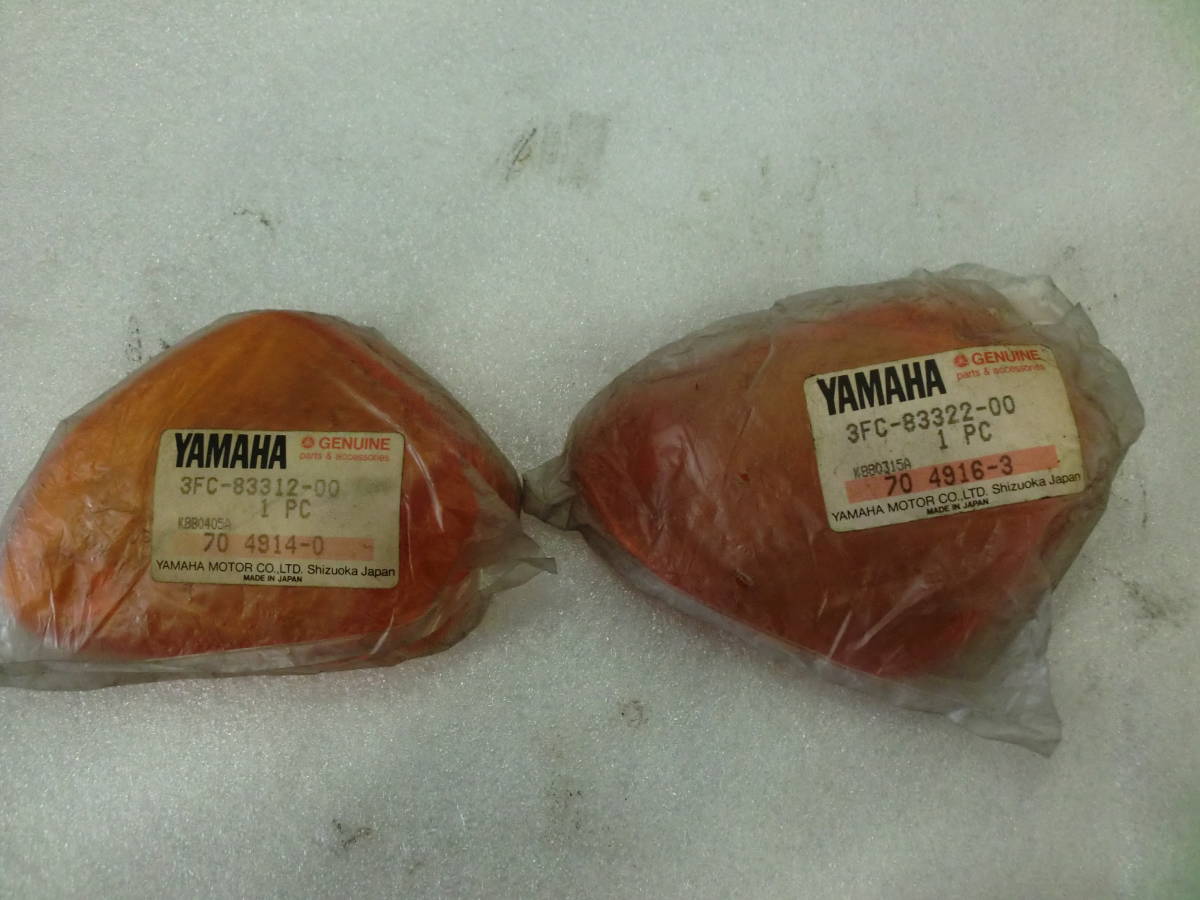 YAMAHA GENUINE
parts & accessories
3FC-83312-00
1 PC
K8B0405A
70 4914-0
YAMAHA MOTOR CO.,LTD. Shizuoka Japan
MADE IN JAPAN
YAMAHA GENUINE
parts & accessories
3FC-83322-00
1 PC
K8B0315A
70 4916-3
YAMAHA MOTOR CO.,LTD. Shizuoka Japan
MADE IN JAPAN